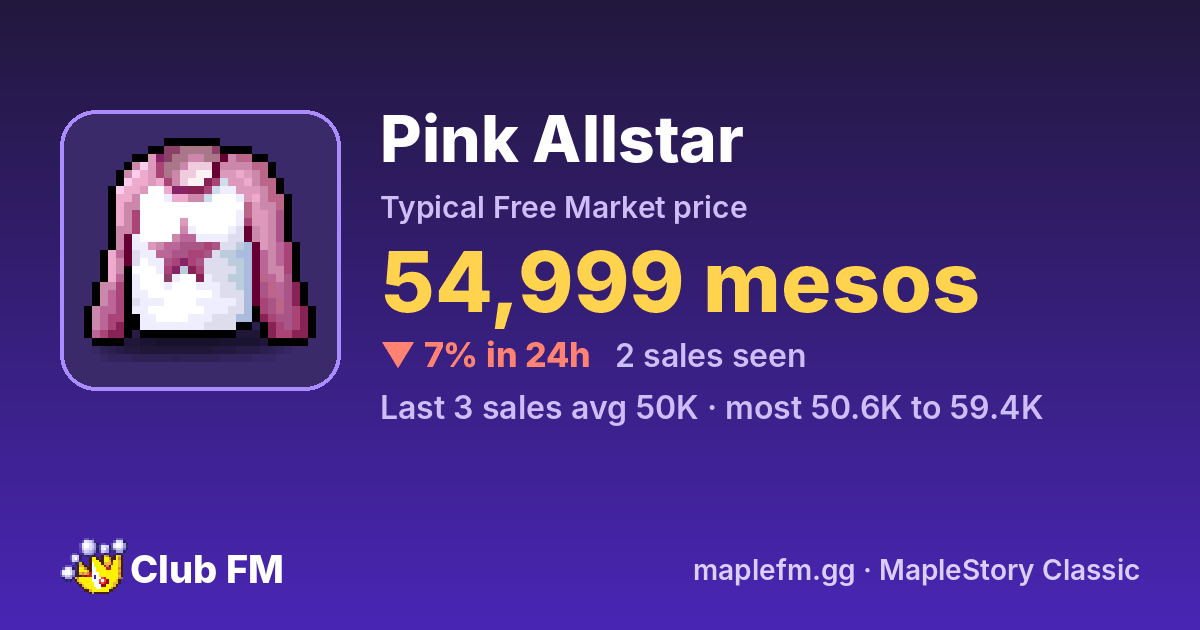 Pink Allstar
Typical Free Market price
54,999 mesos
▼ 7% in 24h 2 sales seen
Last 3 sales avg 50K · most 50.6K to 59.4K
Club FM
maplefm.gg · MapleStory Classic